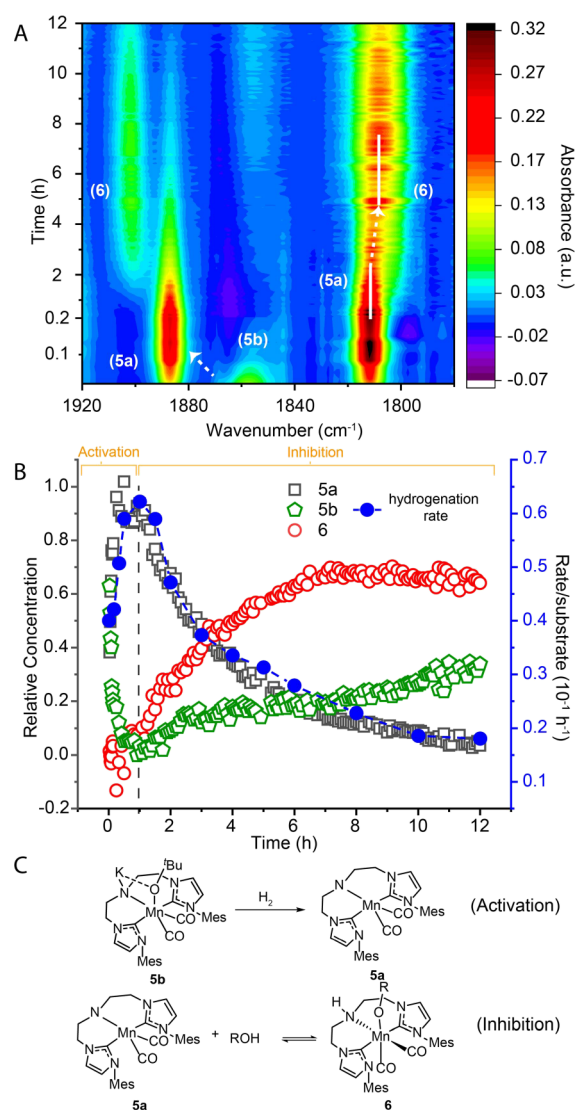 A
12
10
8
6
4
2
0.2
0.1
Time (h)
(6)
(5a)
(5b)
(5a)
(6)
1920 1880 1840 1800
Wavenumber (cm⁻¹)
0.32
0.27
0.22
0.17
0.12
0.08
0.03
-0.02
-0.07
Absorbance (a.u.)
B
Activation
Inhibition
1.0
0.8
0.6
0.4
0.2
0.0
-0.2
Relative Concentration
5a
5b
6
hydrogenation
rate
0.7
0.6
0.5
0.4
0.3
0.2
0.1
Rate/substrate (10⁻¹ h⁻¹)
0 2 4 6 8 10 12
Time (h)
C
K
O
ᵗBu
N
N
N
Mn
CO
Mes
CO
N
N
Mes
5b
H₂
N
N
N
Mn
CO
Mes
CO
N
N
Mes
5a
(Activation)
N
N
N
Mn
CO
Mes
CO
N
N
Mes
5a
+ ROH
H
R
O
N
N
N
Mn
CO
Mes
CO
N
N
Mes
6
(Inhibition)